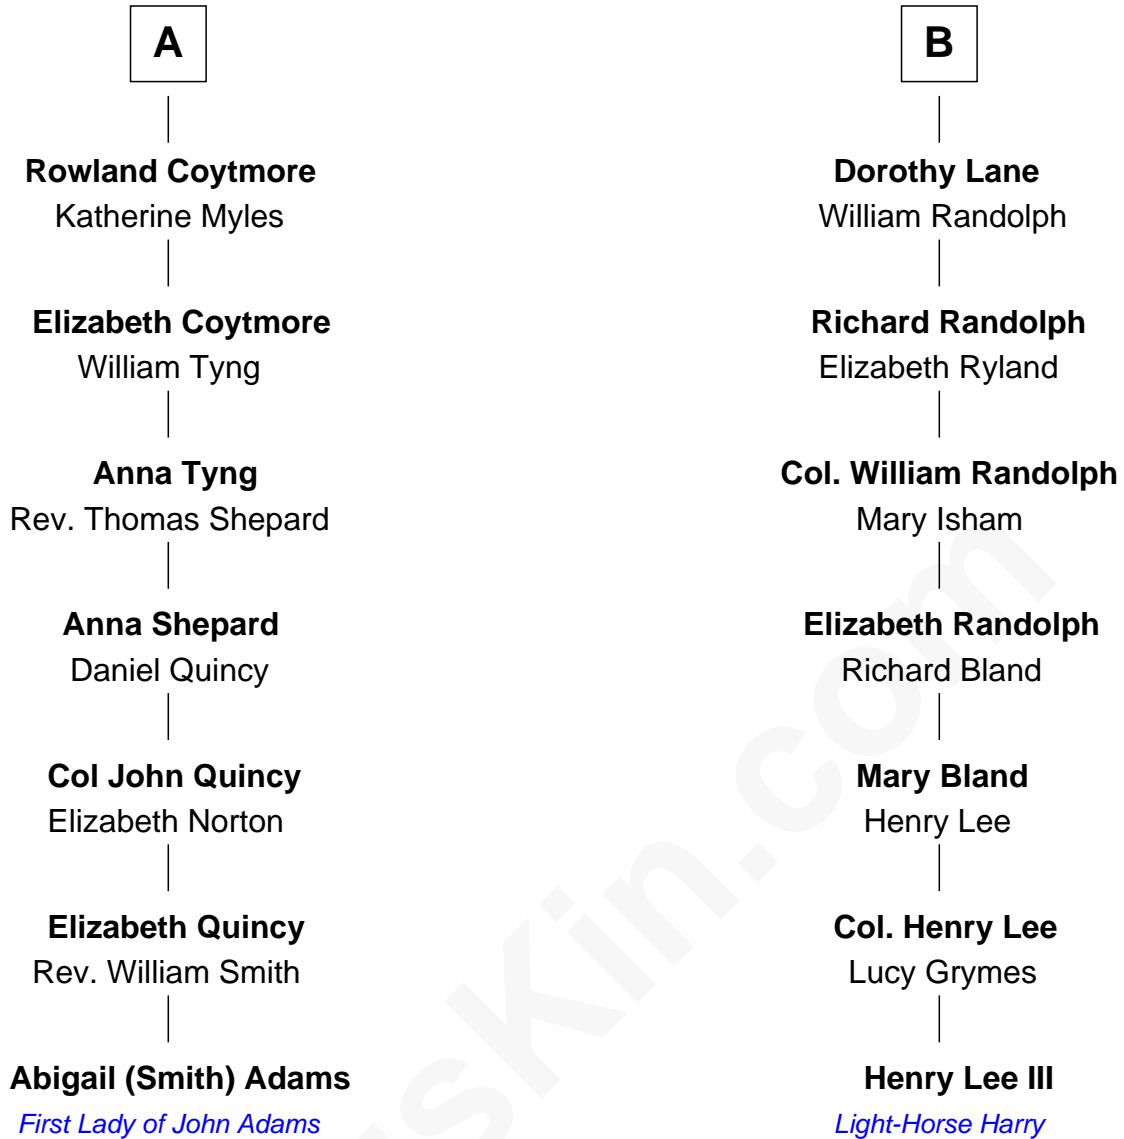 A
Rowland Coytmore
Katherine Myles
Elizabeth Coytmore
William Tyng
Anna Tyng
Rev. Thomas Shepard
Anna Shepard
Daniel Quincy
Col John Quincy
Elizabeth Norton
Elizabeth Quincy
Rev. William Smith
Abigail (Smith) Adams
First Lady of John Adams
B
Dorothy Lane
William Randolph
Richard Randolph
Elizabeth Ryland
Col. William Randolph
Mary Isham
Elizabeth Randolph
Richard Bland
Mary Bland
Henry Lee
Col. Henry Lee
Lucy Grymes
Henry Lee III
Light-Horse Harry
sKin.com